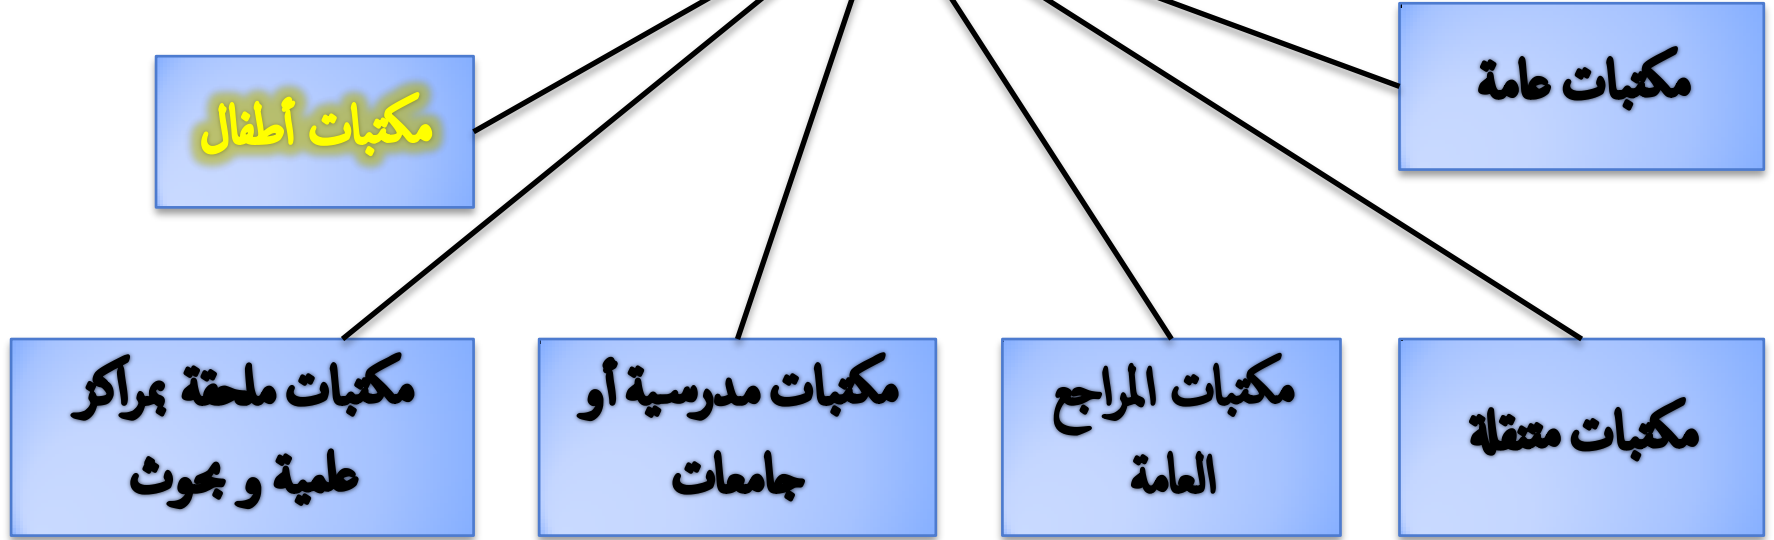 مكتبات عامة
مكتبات أطفال
مكتبات متنقلة
مكتبات المراجع
العامة
مكتبات مدرسية أو
جامعات
مكتبات ملحقة بمراكز
علمية و بحوث